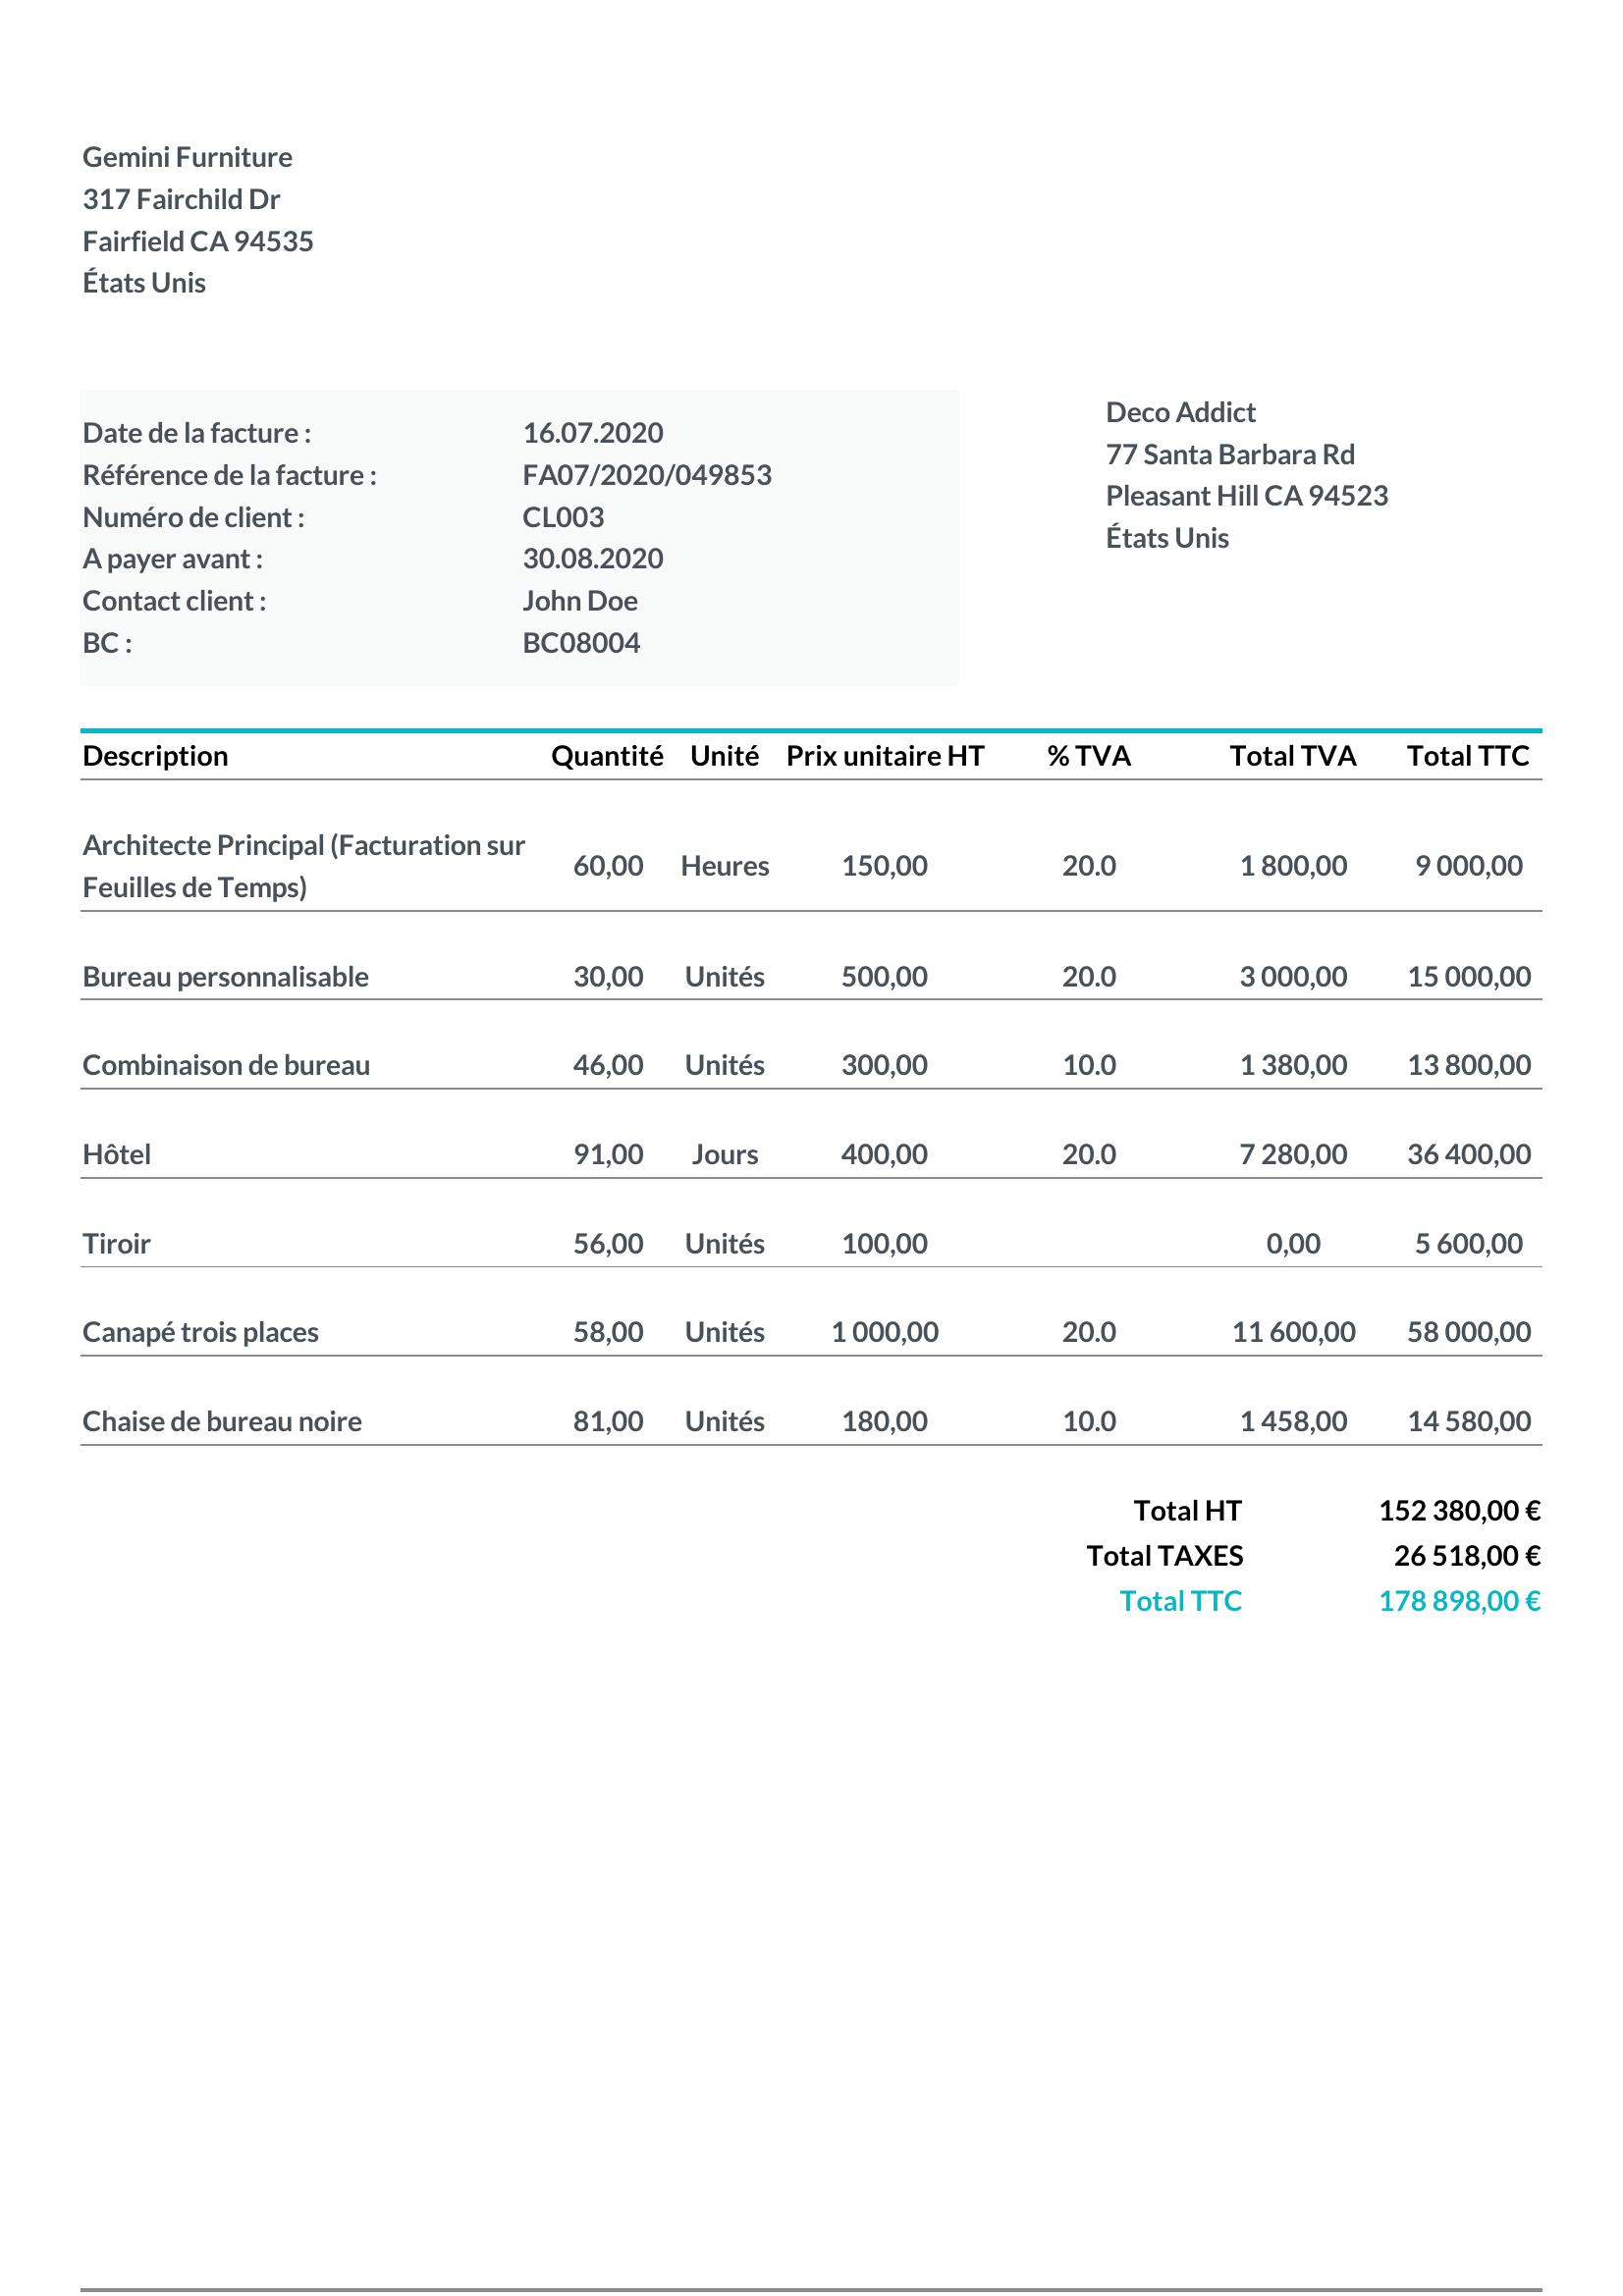 Gemini Furniture
317 Fairchild Dr
Fairfield CA 94535
États Unis
Date de la facture : 16.07.2020
Référence de la facture : FA07/2020/049853
Numéro de client : CL003
A payer avant : 30.08.2020
Contact client : John Doe
BC : BC08004
Deco Addict
77 Santa Barbara Rd
Pleasant Hill CA 94523
États Unis
Description Quantité Unité Prix unitaire HT % TVA Total TVA Total TTC
Architecte Principal (Facturation sur
Feuilles de Temps) 60,00 Heures 150,00 20.0 1 800,00 9 000,00
Bureau personnalisable 30,00 Unités 500,00 20.0 3 000,00 15 000,00
Combinaison de bureau 46,00 Unités 300,00 10.0 1 380,00 13 800,00
Hôtel 91,00 Jours 400,00 20.0 7 280,00 36 400,00
Tiroir 56,00 Unités 100,00 0,00 5 600,00
Canapé trois places 58,00 Unités 1 000,00 20.0 11 600,00 58 000,00
Chaise de bureau noire 81,00 Unités 180,00 10.0 1 458,00 14 580,00
Total HT 152 380,00 €
Total TAXES 26 518,00 €
Total TTC 178 898,00 €